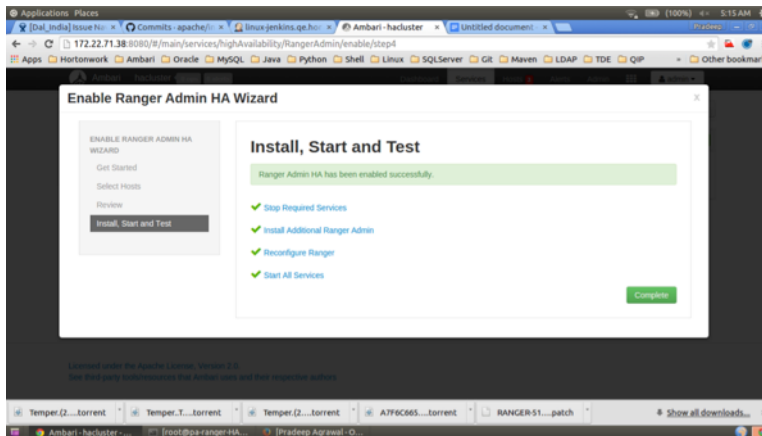 Applications Places
(100%) 5:15 AM
[Dal_India] Issue Na
Commits · apache/
linux-jenkins.qe.hor
Ambari - hacluster
Untitled document
Pradeep
172.22.71.38:8080/#/main/services/highAvailability/RangerAdmin/enable/step4
Apps Hortonwork Ambari Oracle MySQL Java Python Shell Linux SQLServer Git Maven LDAP TDE QIP » Other bookmar
Ambari hacluster Dashboard Services Hosts Alerts Admin admin
Enable Ranger Admin HA Wizard X
ENABLE RANGER ADMIN HA
WIZARD
Get Started
Select Hosts
Review
Install, Start and Test
Install, Start and Test
Ranger Admin HA has been enabled successfully.
Stop Required Services
Install Additional Ranger Admin
Reconfigure Ranger
Start All Services
Complete
Licensed under the Apache License, Version 2.0.
See third-party tools/resources that Ambari uses and their respective authors
Temper.(2....torrent
Temper..T....torrent
Temper.(2....torrent
A7F6C665....torrent
RANGER-51....patch
Show all downloads...
Ambari - hacluster -...
[root@pa-ranger-HA...
[Pradeep Agrawal - O...